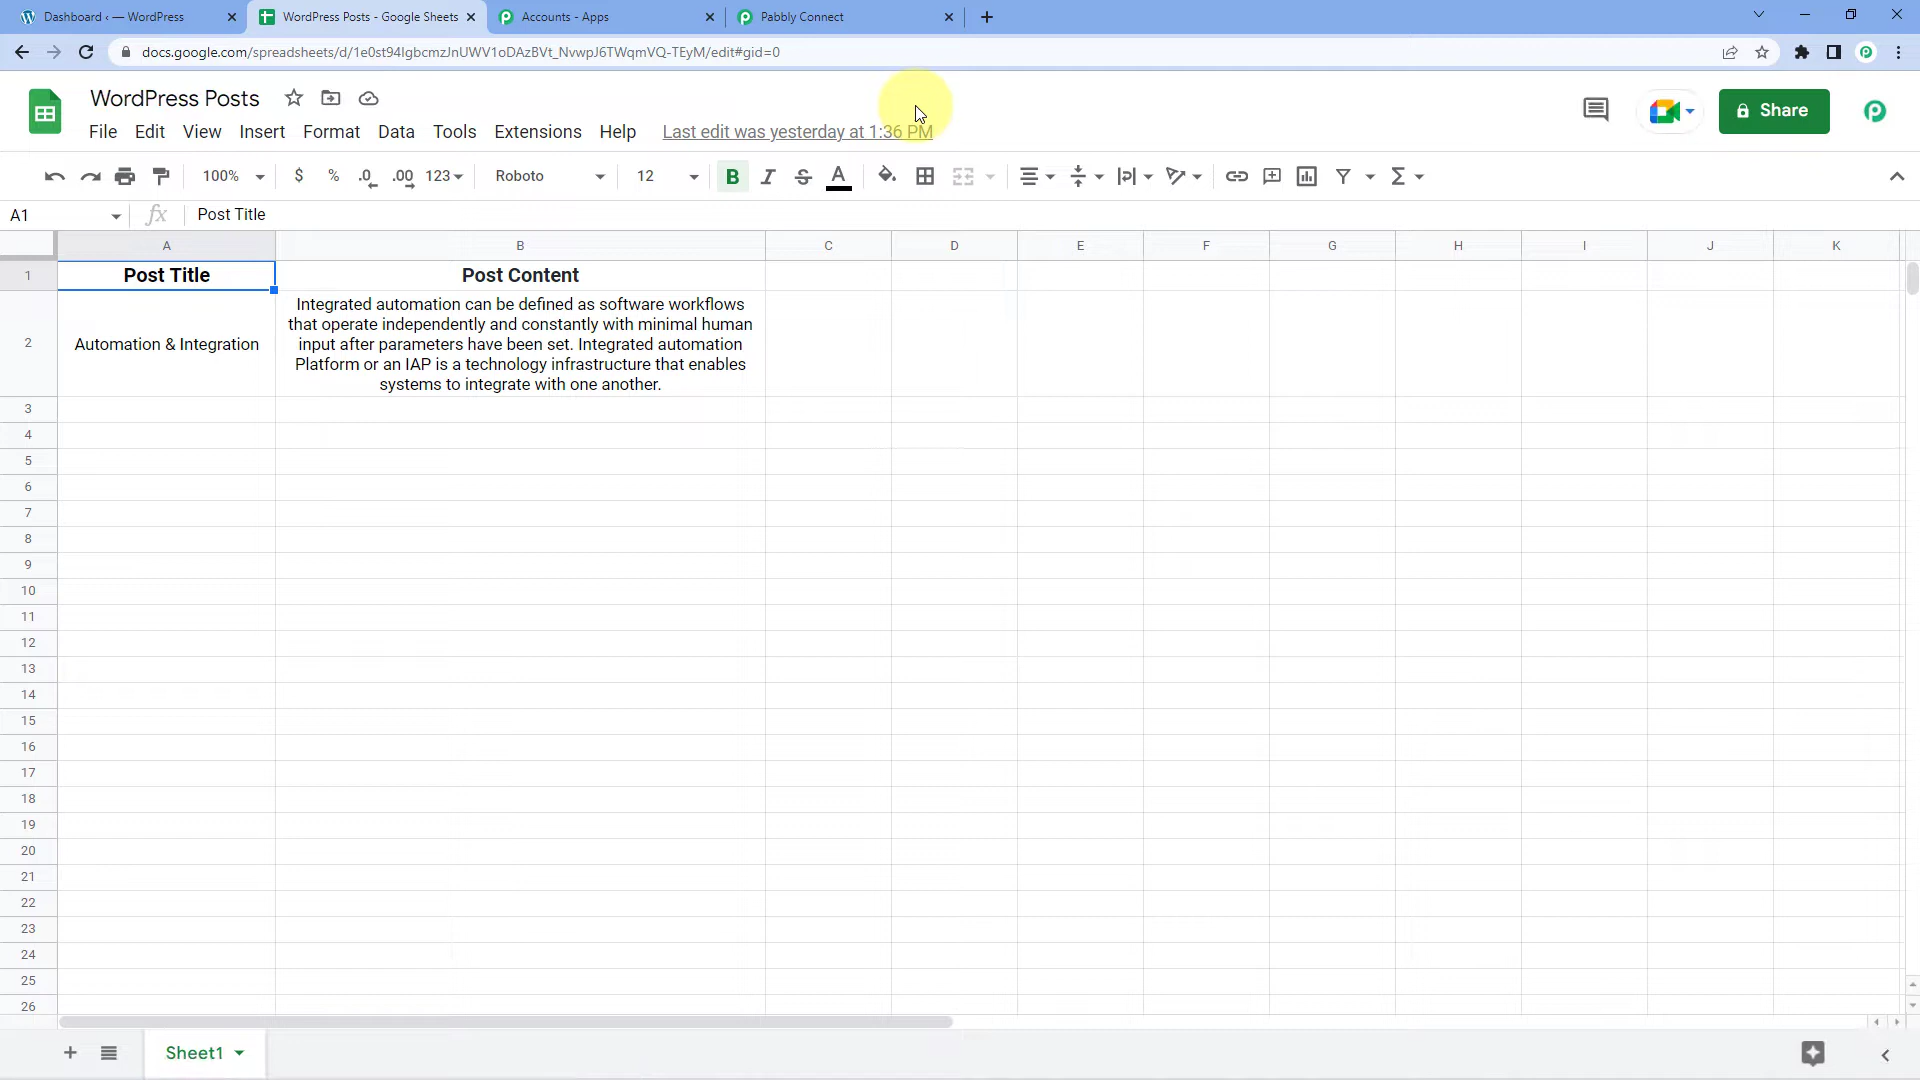 Dashboard ‹ — WordPress
WordPress Posts - Google Sheets
Accounts - Apps
Pabbly Connect
docs.google.com/spreadsheets/d/1e0st94IgbcmzJnUWV1oDAzBVt_NvwpJ6TWqmVQ-TEyM/edit#gid=0
WordPress Posts
File Edit View Insert Format Data Tools Extensions Help Last edit was yesterday at 1:36 PM
Share
100% $ % .0 .00 123 Roboto 12 B I S A Σ
A1 fx Post Title
A B C D E F G H I J K
1 Post Title Post Content
Integrated automation can be defined as software workflows
that operate independently and constantly with minimal human
2 Automation & Integration input after parameters have been set. Integrated automation
Platform or an IAP is a technology infrastructure that enables
systems to integrate with one another.
3
4
5
6
7
8
9
10
11
12
13
14
15
16
17
18
19
20
21
22
23
24
25
26
Sheet1